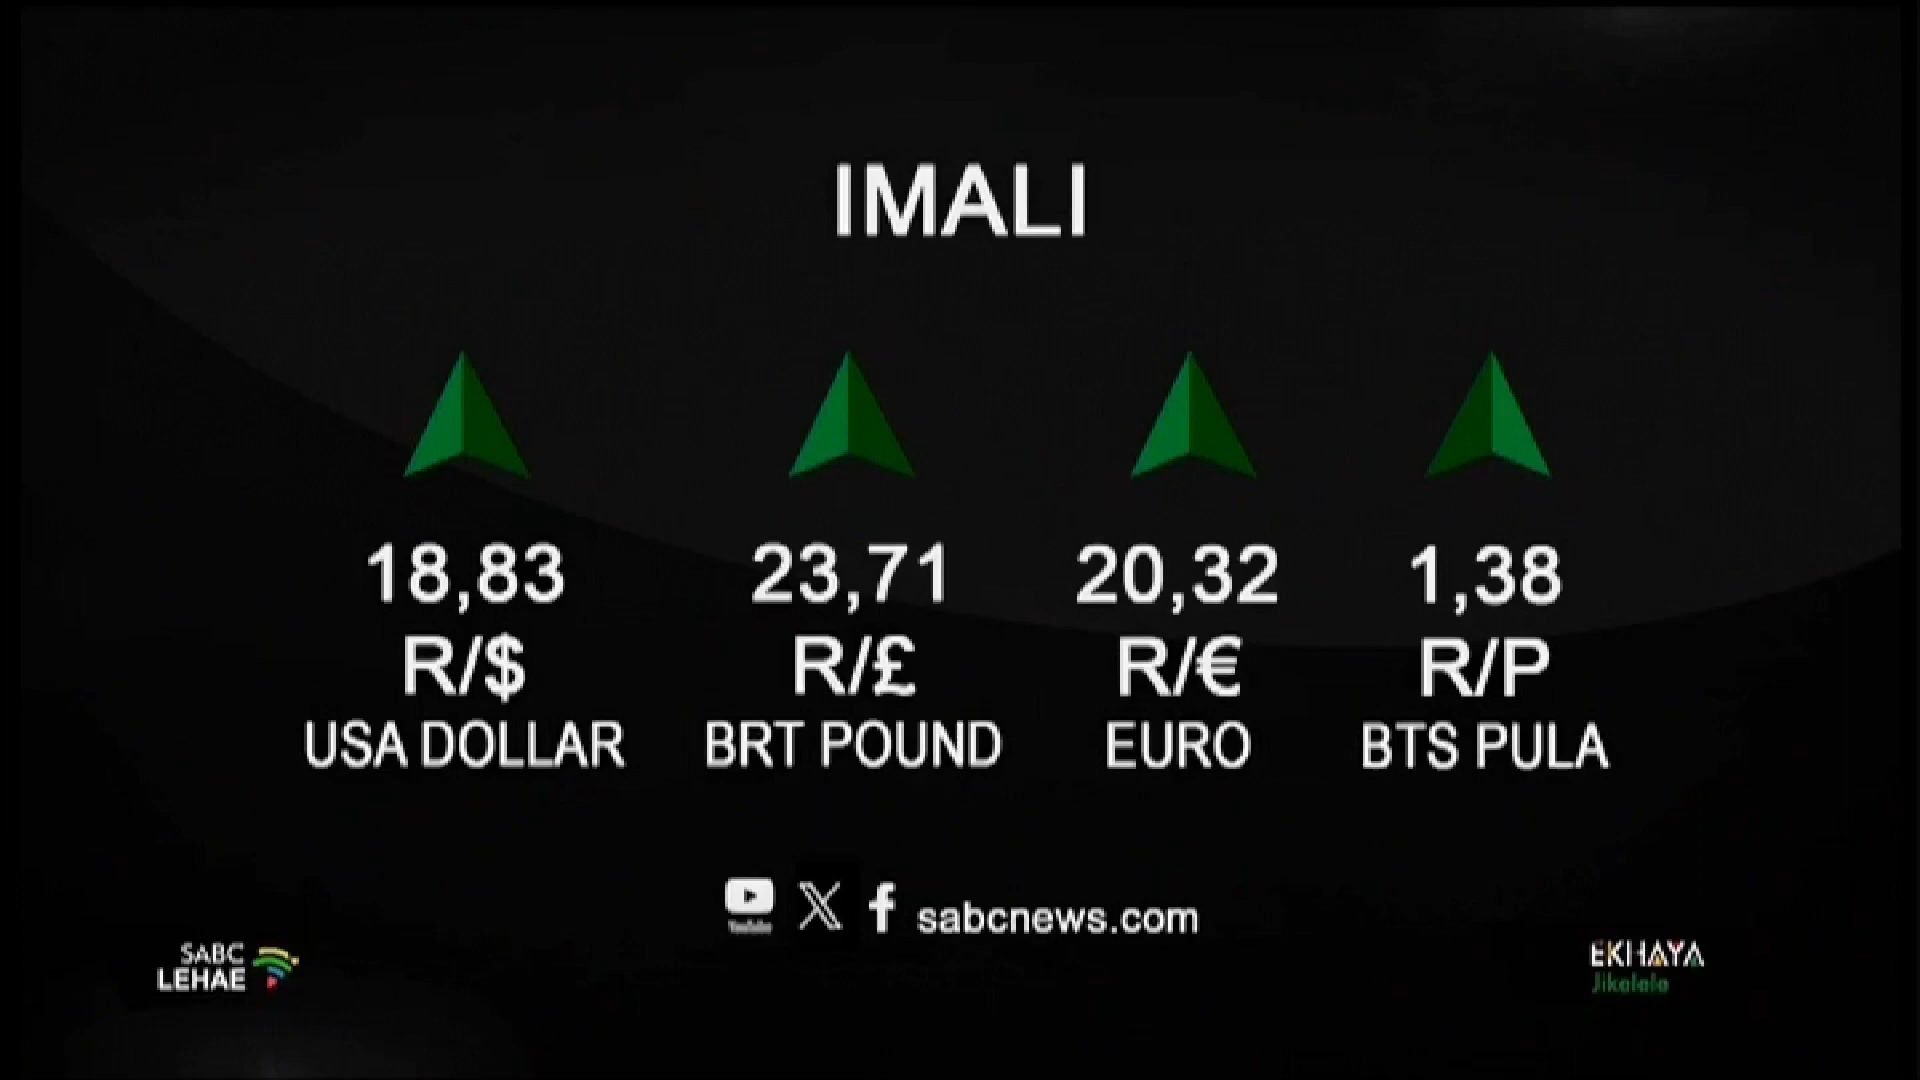 IMALI
18,83 23,71 20,32 1,38
R/$ R/£ R/€ R/P
USA DOLLAR BRT POUND EURO BTS PULA
YouTube
sabcnews.com
SABC
LEHAE
EKHAYA
Jikelele